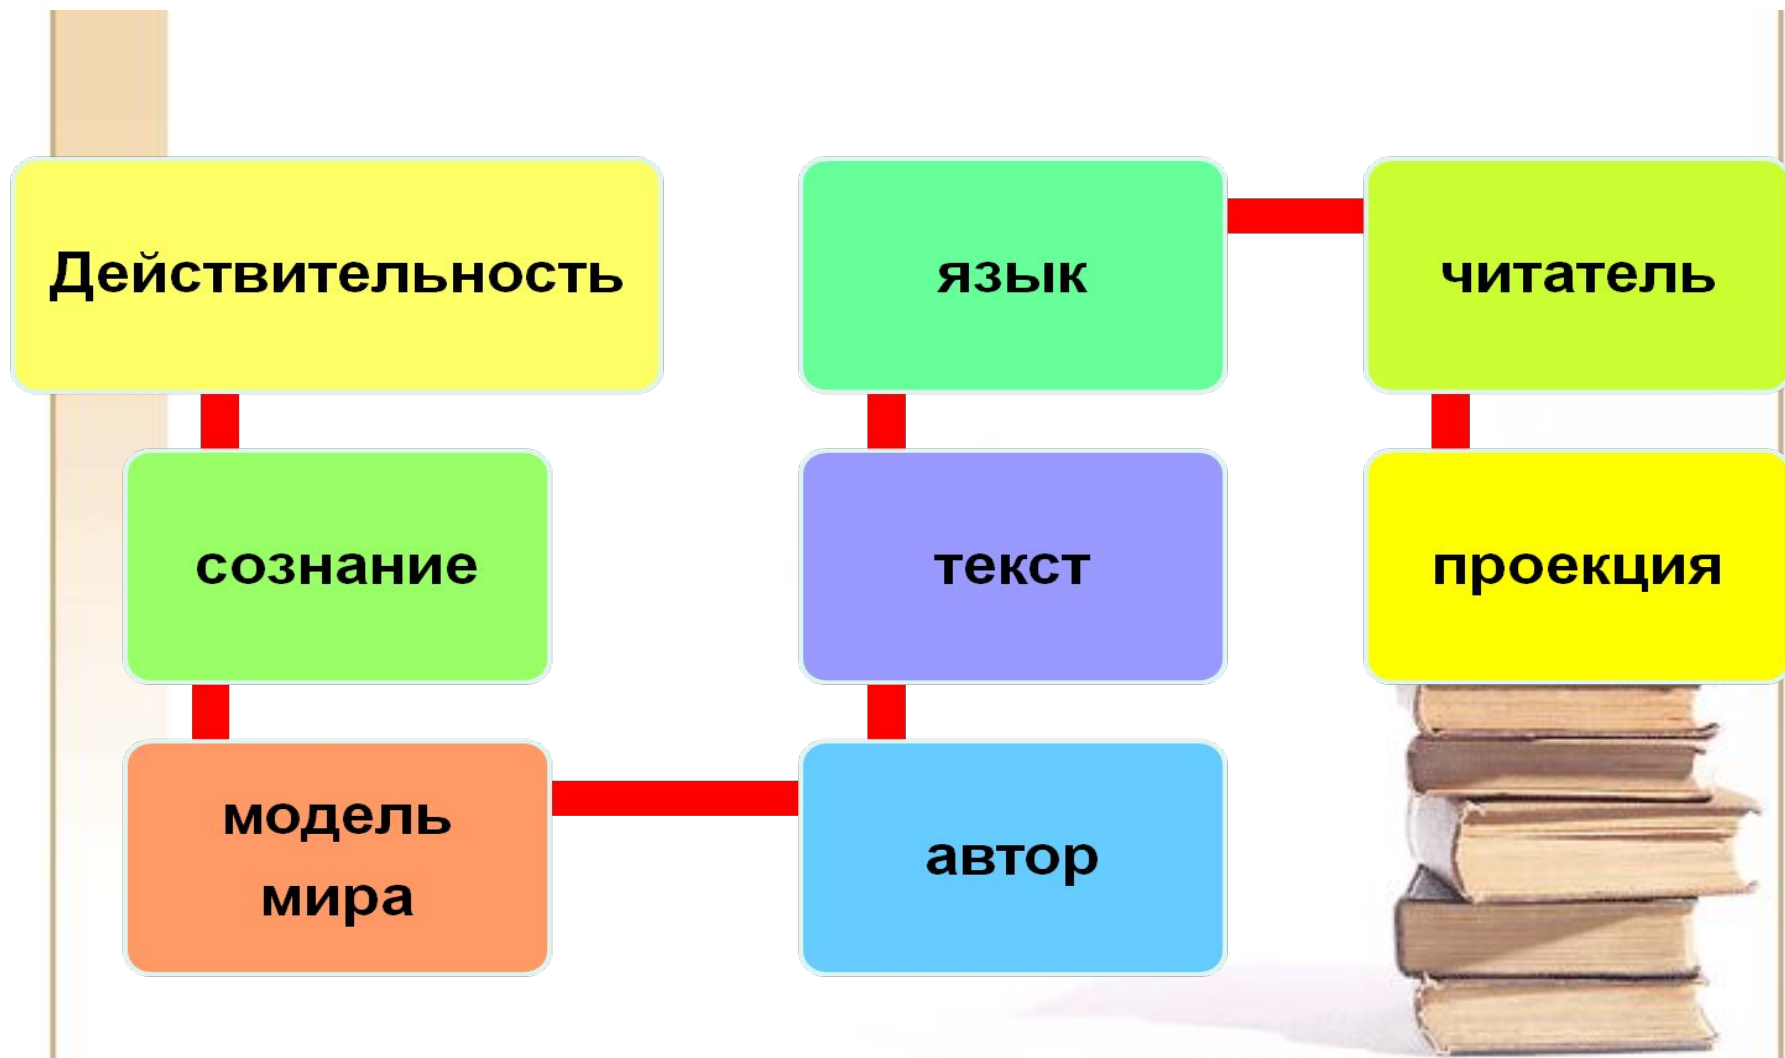 Действительность
сознание
модель
мира
автор
текст
язык
читатель
проекция